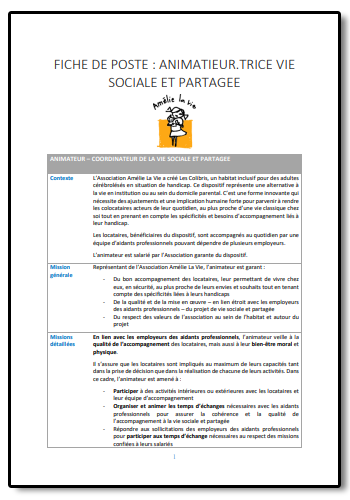 FICHE DE POSTE : ANIMATIEUR.TRICE VIE
SOCIALE ET PARTAGEE
Amélie la vie
ANIMATEUR – COORDINATEUR DE LA VIE SOCIALE ET PARTAGEE
Contexte
L'Association Amélie La Vie a créé Les Colibris, un habitat inclusif pour des adultes
cérébrolésés en situation de handicap. Ce dispositif représente une alternative à
la vie en institution ou au sein du domicile parental. C'est une forme innovante qui
nécessite des ajustements et une implication humaine forte pour parvenir à rendre
les colocataires acteurs de leur quotidien, au plus proche d'une vie classique chez
soi tout en prenant en compte les spécificités et besoins d'accompagnement liés à
leur handicap.
Les locataires, bénéficiaires du dispositif, sont accompagnés au quotidien par une
équipe d'aidants professionnels pouvant dépendre de plusieurs employeurs.
L'animateur est salarié par l'Association garante du dispositif.
Mission
générale
Représentant de l'Association Amélie La Vie, l'animateur est garant :
- Du bon accompagnement des locataires, leur permettant de vivre chez
eux, en sécurité, au plus proche de leurs envies et souhaits tout en tenant
compte des spécificités liées à leurs handicaps
- De la qualité et de la mise en œuvre – en lien étroit avec les employeurs
des aidants professionnels – du projet de vie sociale et partagée
- Du respect des valeurs de l'association au sein de l'habitat et autour du
projet
Missions
détaillées
En lien avec les employeurs des aidants professionnels, l'animateur veille à la
qualité de l'accompagnement des locataires, mais aussi à leur bien-être moral et
physique.
Il s'assure que les locataires sont impliqués au maximum de leurs capacités tant
dans la prise de décision que dans la réalisation de chacune de leurs activités. Dans
ce cadre, l'animateur est amené à :
- Participer à des activités intérieures ou extérieures avec les locataires et
leur équipe d'accompagnement
- Organiser et animer les temps d'échanges nécessaires avec les aidants
professionnels pour assurer la cohérence et la qualité de
l'accompagnement à la vie sociale et partagée
- Répondre aux sollicitations des employeurs des aidants professionnels
pour participer aux temps d'échange nécessaires au respect des missions
confiées à leurs salariés
1